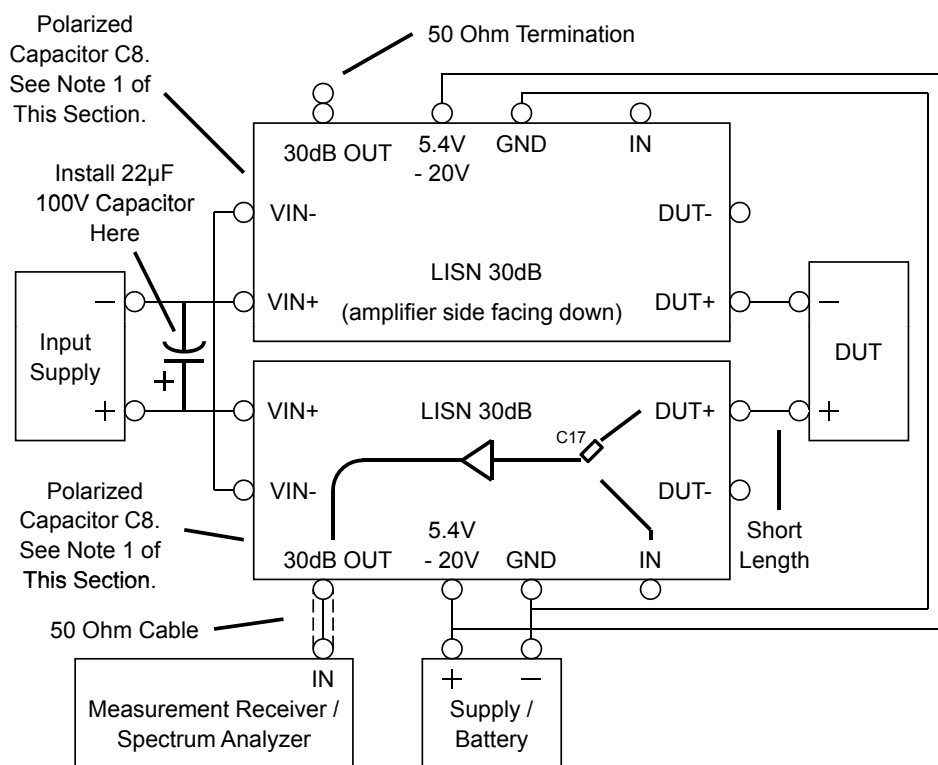 Polarized
Capacitor C8.
See Note 1 of
This Section.
50 Ohm Termination
30dB OUT
5.4V
- 20V
GND
IN
Install 22µF
100V Capacitor
Here
VIN-
DUT-
LISN 30dB
(amplifier side facing down)
VIN+
DUT+
−
Input
Supply
+
+
−
DUT
+
VIN+
LISN 30dB
DUT+
C17
VIN-
DUT-
Polarized
Capacitor C8.
See Note 1 of
This Section.
5.4V
- 20V
30dB OUT
GND
IN
Short
Length
50 Ohm Cable
IN
Measurement Receiver /
Spectrum Analyzer
+ −
Supply /
Battery